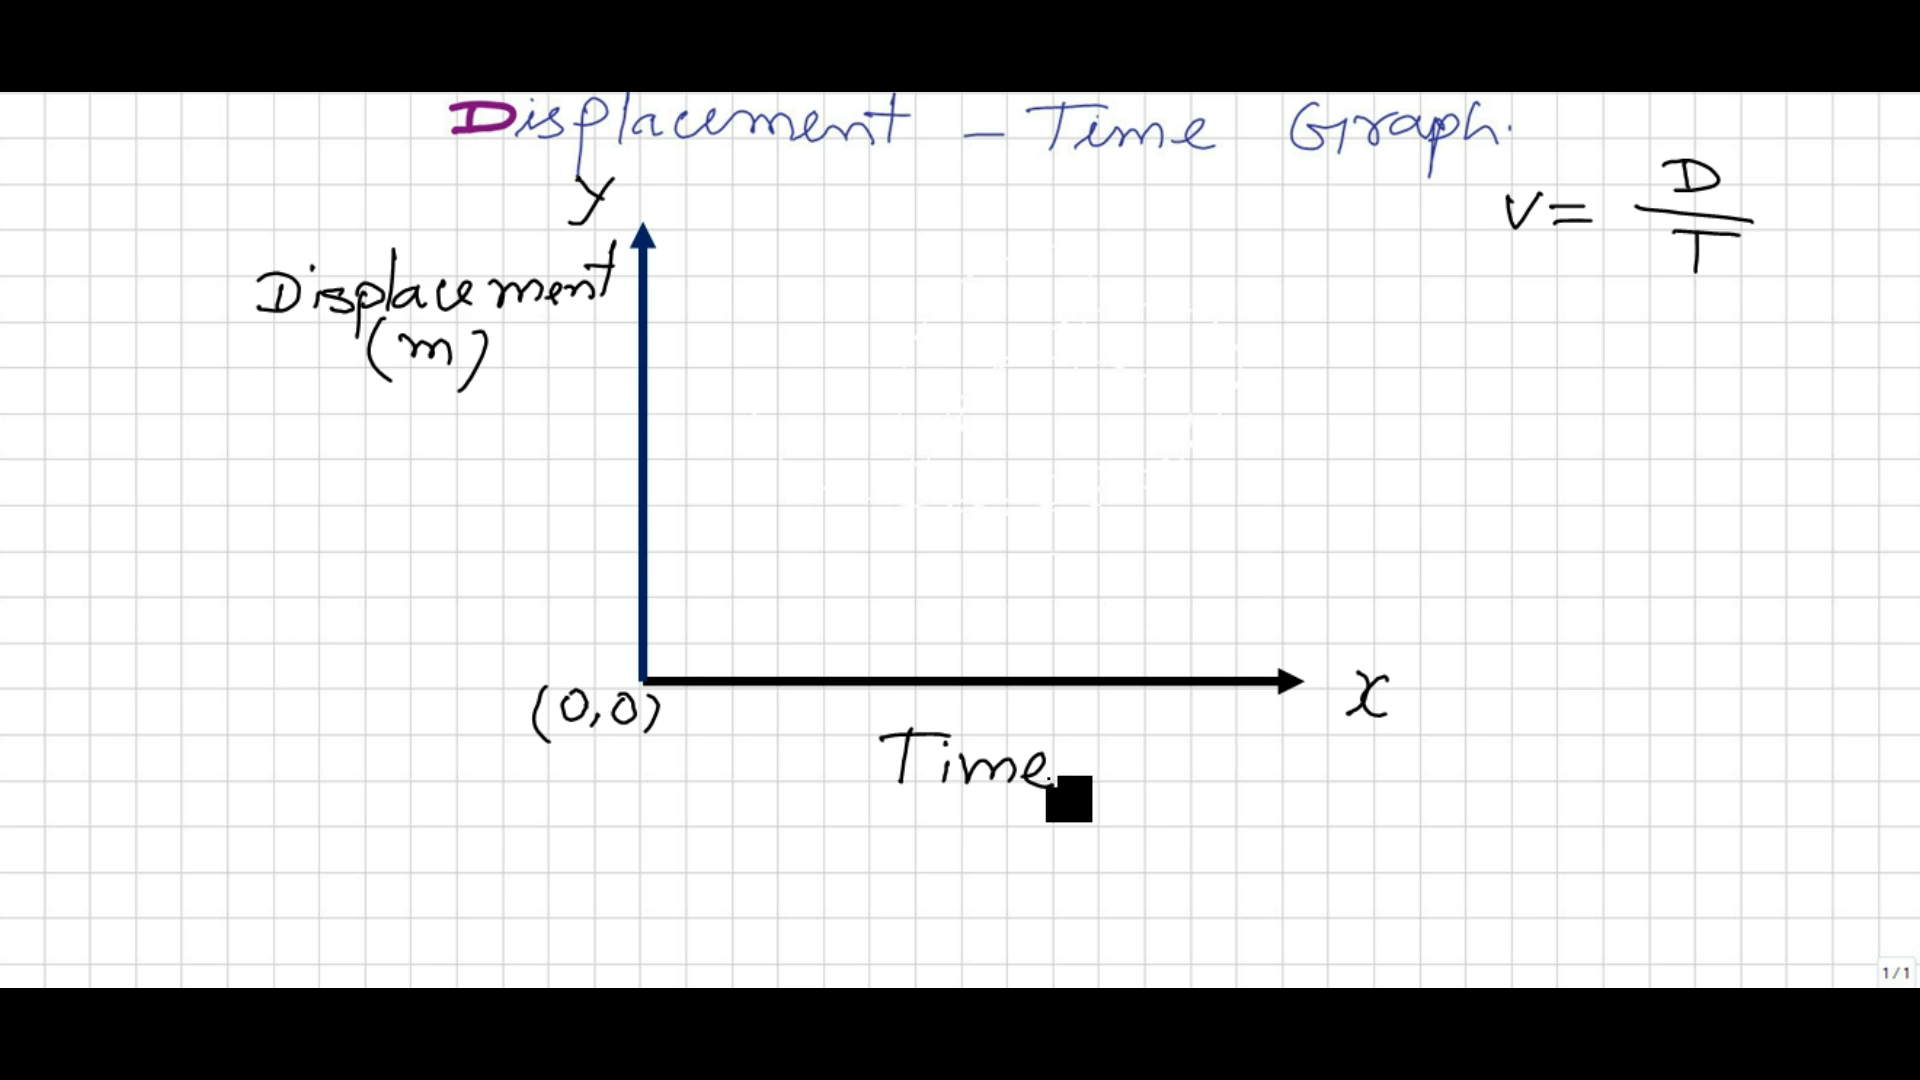 Displacement - Time Graph.
y
V = D/T
Displacement
(m)
(0,0)
x
Time
1/1